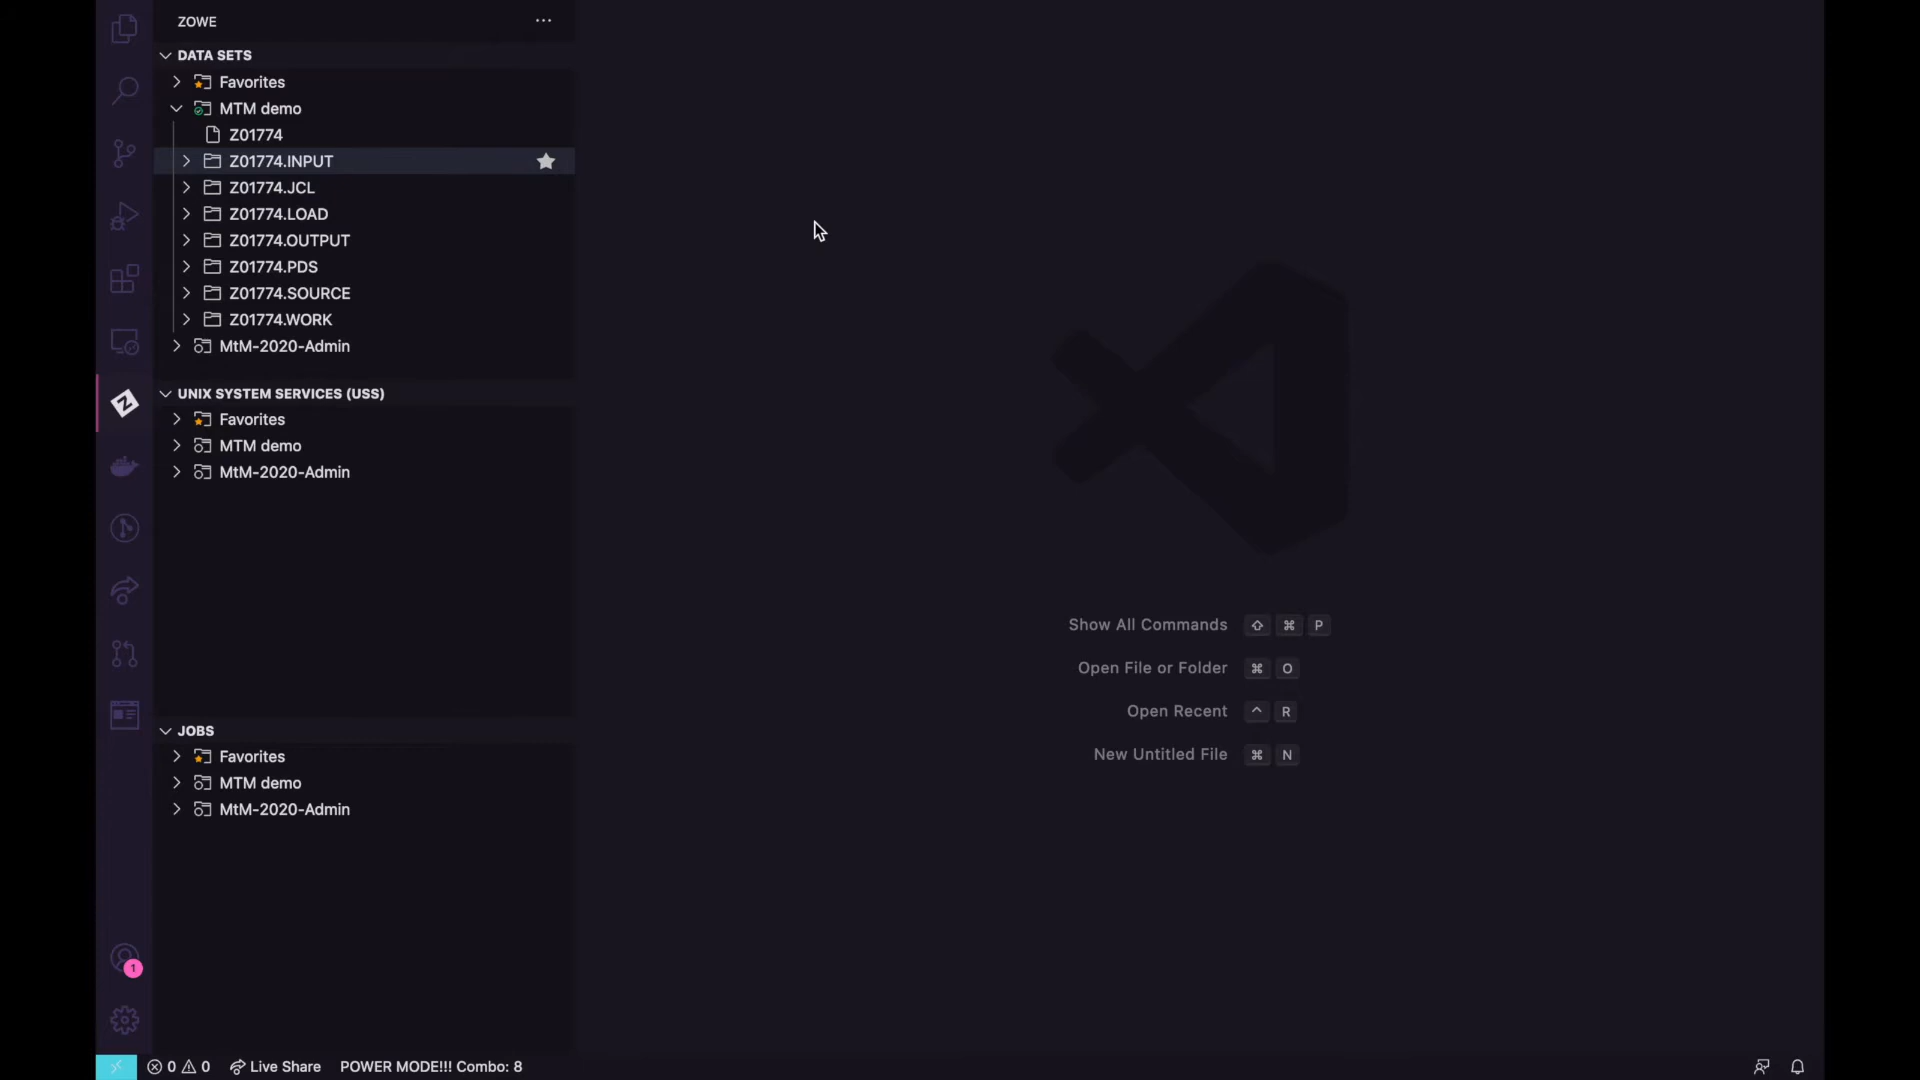 ZOWE
DATA SETS
Favorites
MTM demo
Z01774
Z01774.INPUT
Z01774.JCL
Z01774.LOAD
Z01774.OUTPUT
Z01774.PDS
Z01774.SOURCE
Z01774.WORK
MtM-2020-Admin
UNIX SYSTEM SERVICES (USS)
Favorites
MTM demo
MtM-2020-Admin
JOBS
Favorites
MTM demo
MtM-2020-Admin
Show All Commands ⇧ ⌘ P
Open File or Folder ⌘ O
Open Recent ^ R
New Untitled File ⌘ N
1
0 0 Live Share POWER MODE!!! Combo: 8